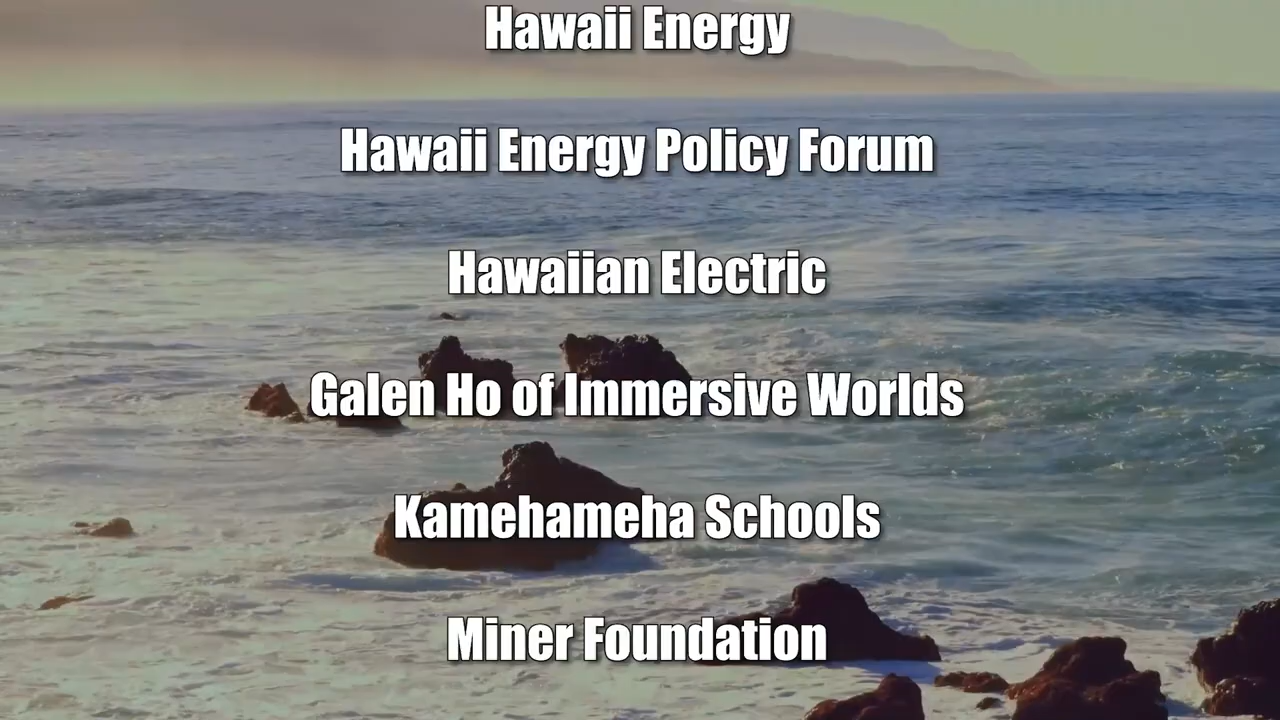 Hawaii Energy
Hawaii Energy Policy Forum
Hawaiian Electric
Galen Ho of Immersive Worlds
Kamehameha Schools
Miner Foundation